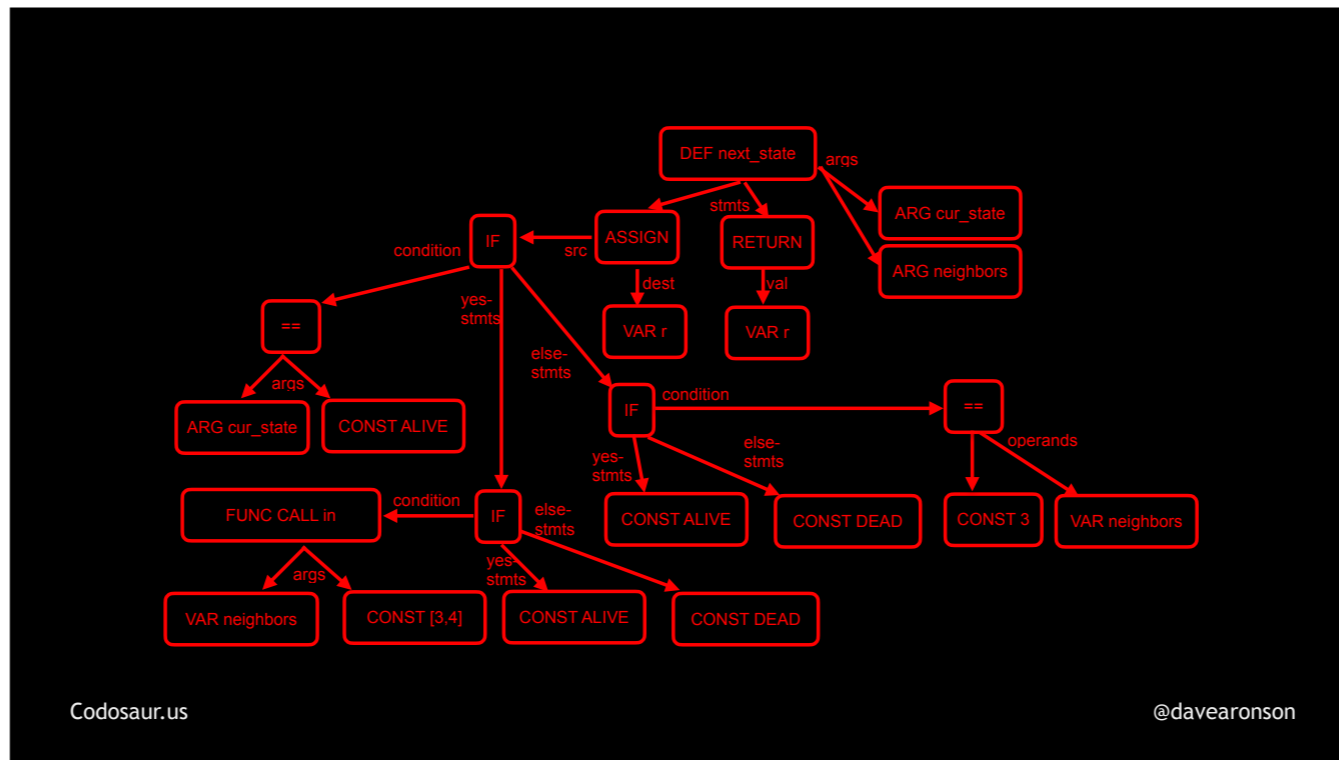 DEF next_state
args
ARG cur_state
stmts
IF
ASSIGN
RETURN
condition
src
ARG neighbors
dest
val
yes-
stmts
==
VAR r
VAR r
else-
stmts
args
condition
IF
==
ARG cur_state
CONST ALIVE
operands
yes-
stmts
else-
stmts
condition
FUNC CALL in
IF
else-
stmts
CONST ALIVE
CONST DEAD
CONST 3
VAR neighbors
args
yes-
stmts
VAR neighbors
CONST [3,4]
CONST ALIVE
CONST DEAD
Codosaur.us
@davearonson